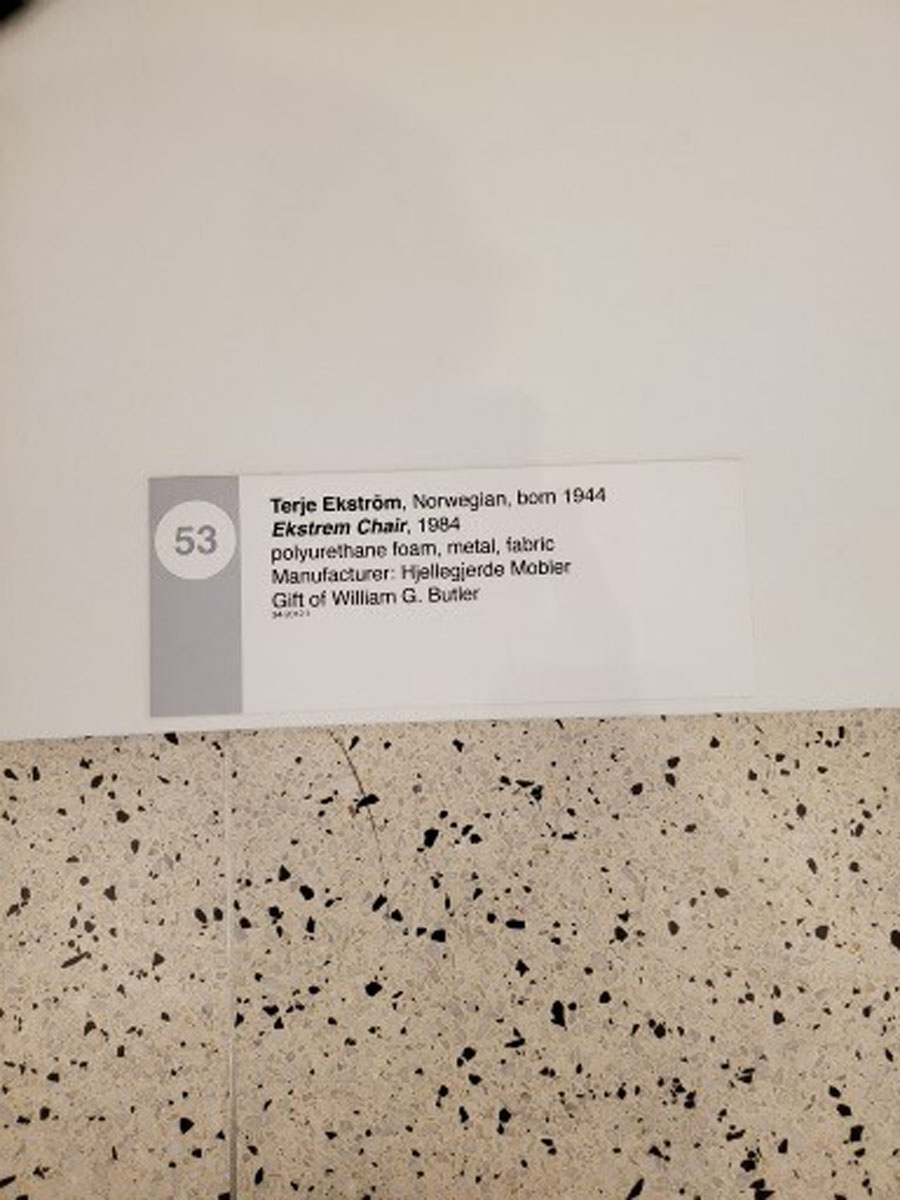 53
Terje Ekström, Norwegian, born 1944
Ekstrem Chair, 1984
polyurethane foam, metal, fabric
Manufacturer: Hjellegjerde Mobler
Gift of William G. Butler